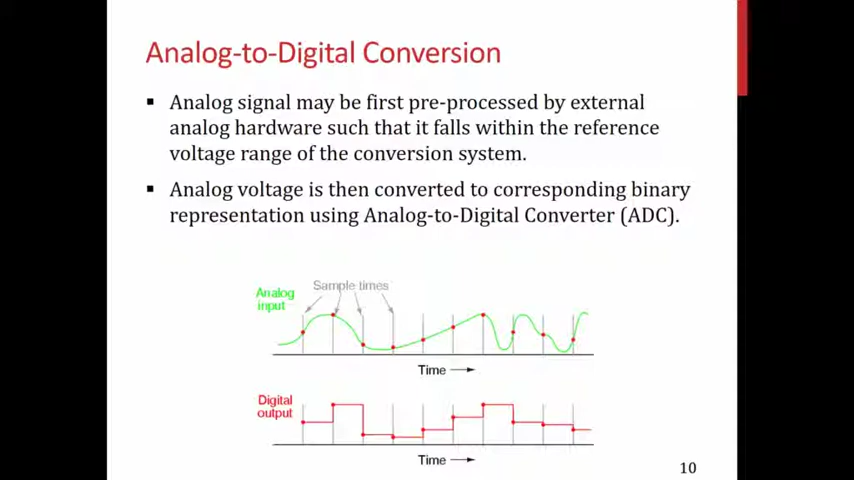 Analog-to-Digital Conversion
▪ Analog signal may be first pre-processed by external
analog hardware such that it falls within the reference
voltage range of the conversion system.
▪ Analog voltage is then converted to corresponding binary
representation using Analog-to-Digital Converter (ADC).
Sample times
Analog
input
Time
Digital
output
Time
10